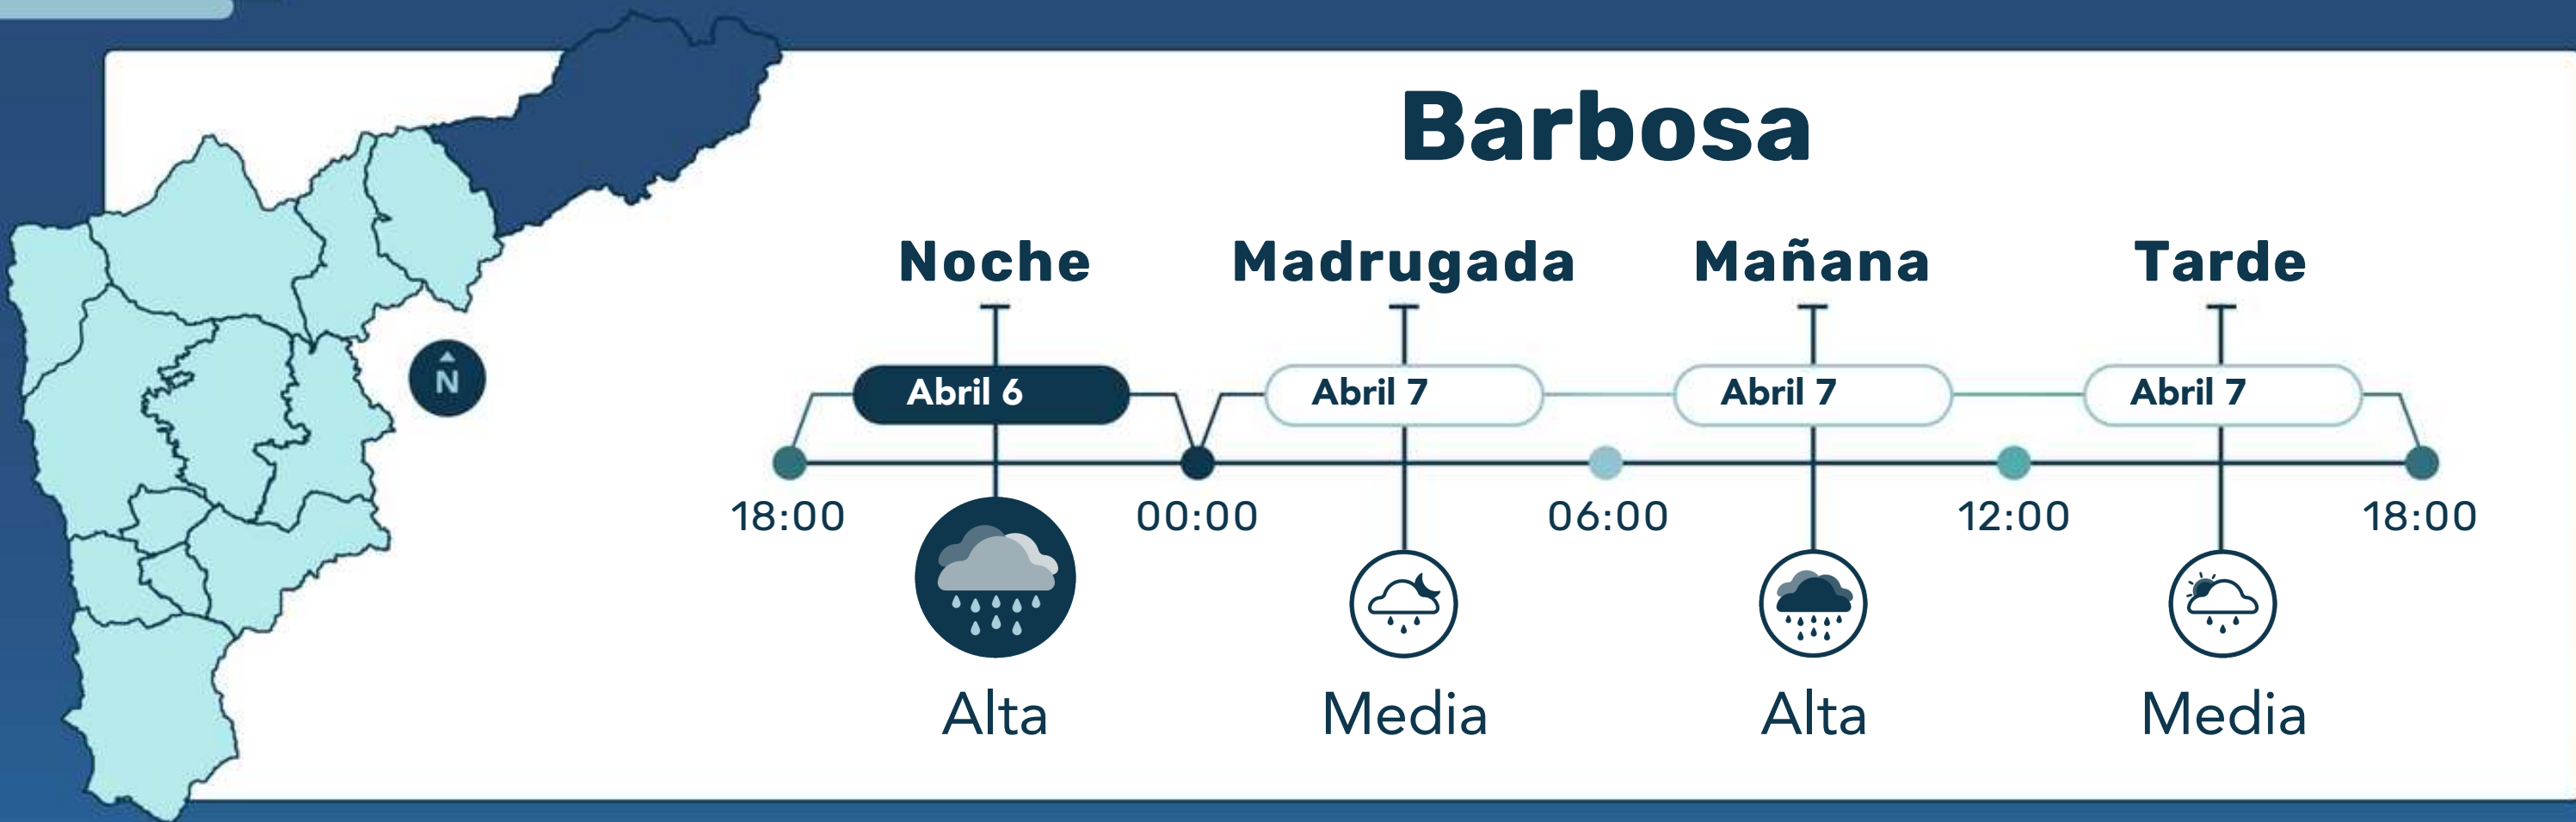 Barbosa
Noche Madrugada Mañana Tarde
N
Abril 6 Abril 7 Abril 7 Abril 7
18:00 00:00 06:00 12:00 18:00
Alta Media Alta Media